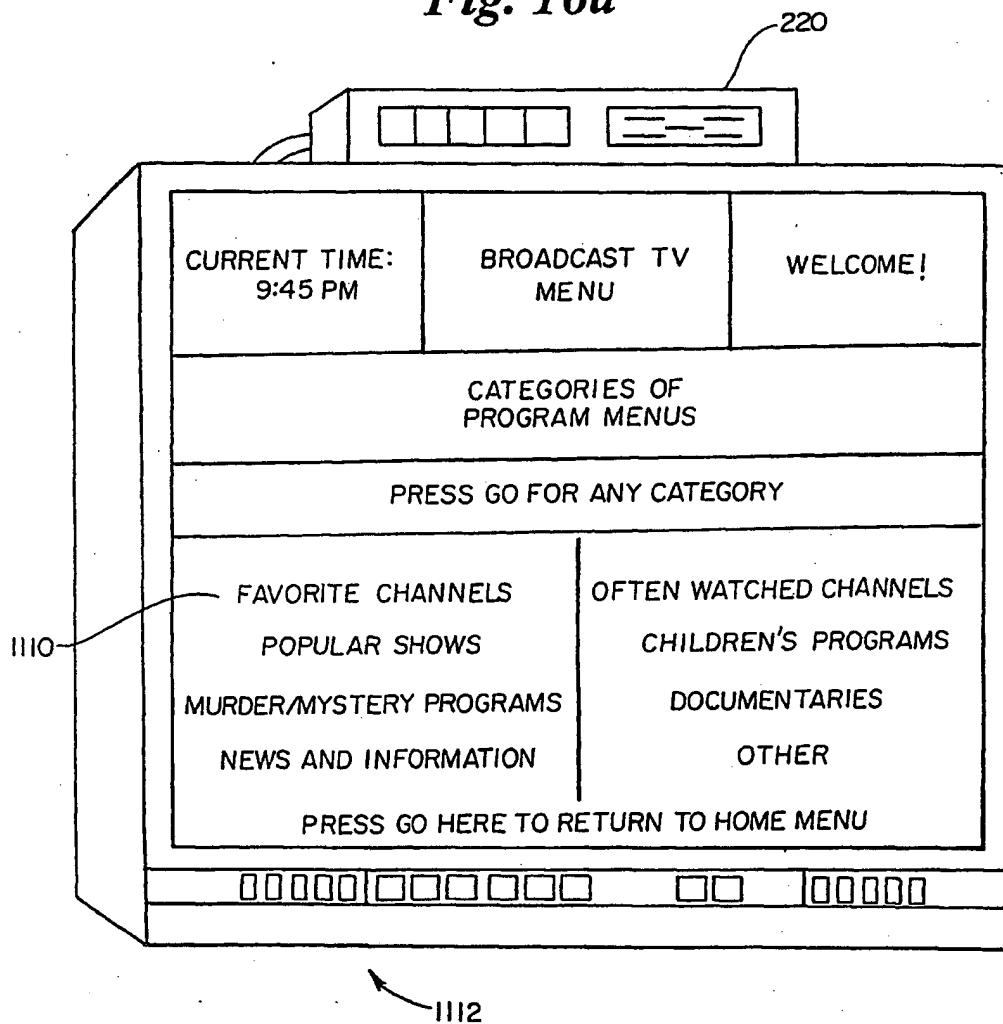 Fig. 16a
220
CURRENT TIME:
9:45 PM
BROADCAST TV
MENU
WELCOME!
CATEGORIES OF
PROGRAM MENUS
PRESS GO FOR ANY CATEGORY
FAVORITE CHANNELS
OFTEN WATCHED CHANNELS
1110
POPULAR SHOWS
CHILDREN'S PROGRAMS
MURDER/MYSTERY PROGRAMS
DOCUMENTARIES
NEWS AND INFORMATION
OTHER
PRESS GO HERE TO RETURN TO HOME MENU
1112